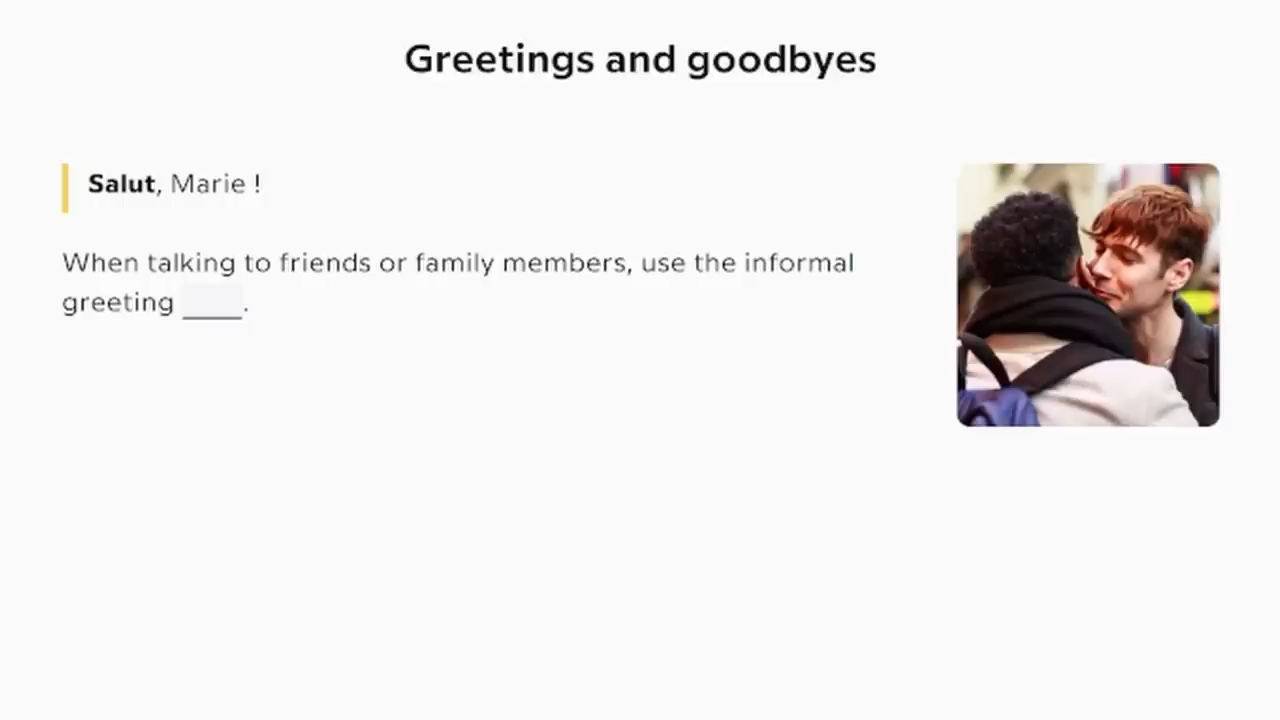 Greetings and goodbyes
Salut, Marie !
When talking to friends or family members, use the informal
greeting ____.